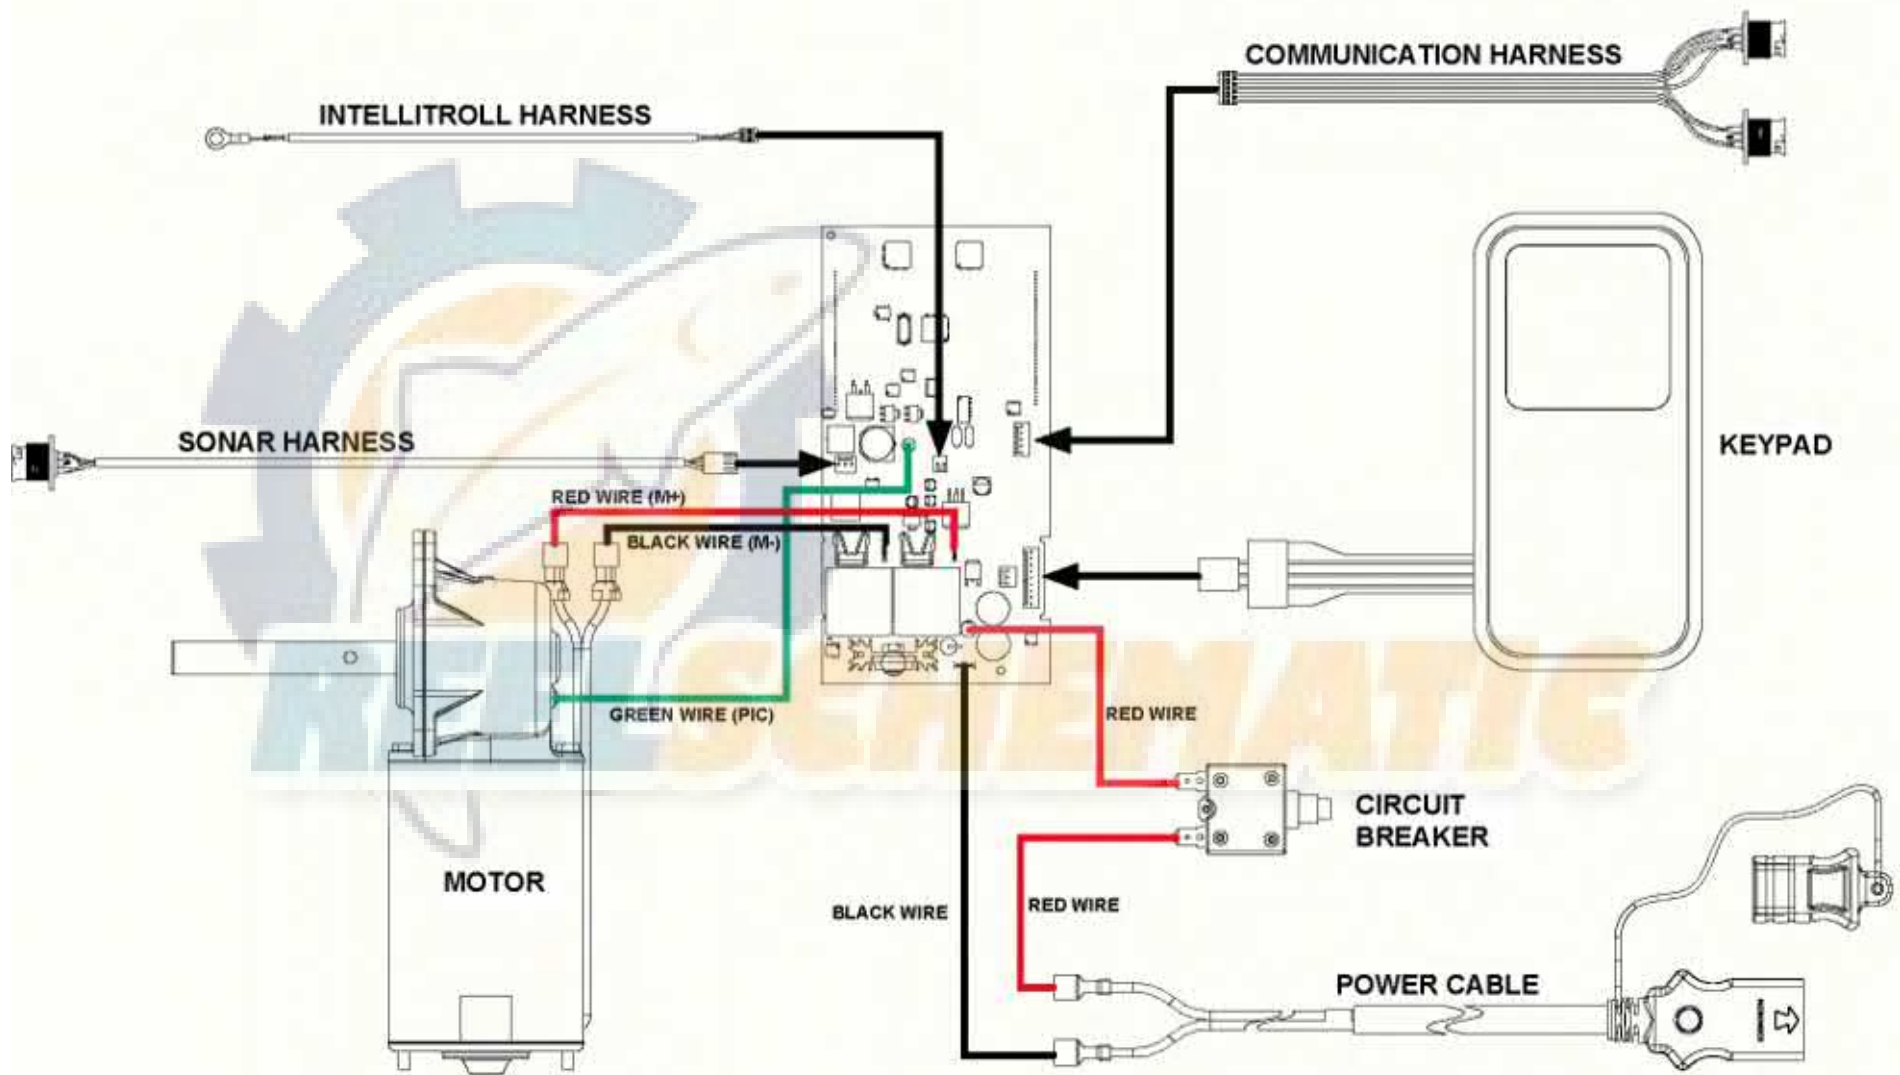 COMMUNICATION HARNESS
INTELLITROLL HARNESS
SONAR HARNESS
KEYPAD
RED WIRE (M+)
BLACK WIRE (M-)
GREEN WIRE (PIC)
RED WIRE
CIRCUIT
BREAKER
MOTOR
BLACK WIRE
RED WIRE
POWER CABLE
REELSCHEMATIC